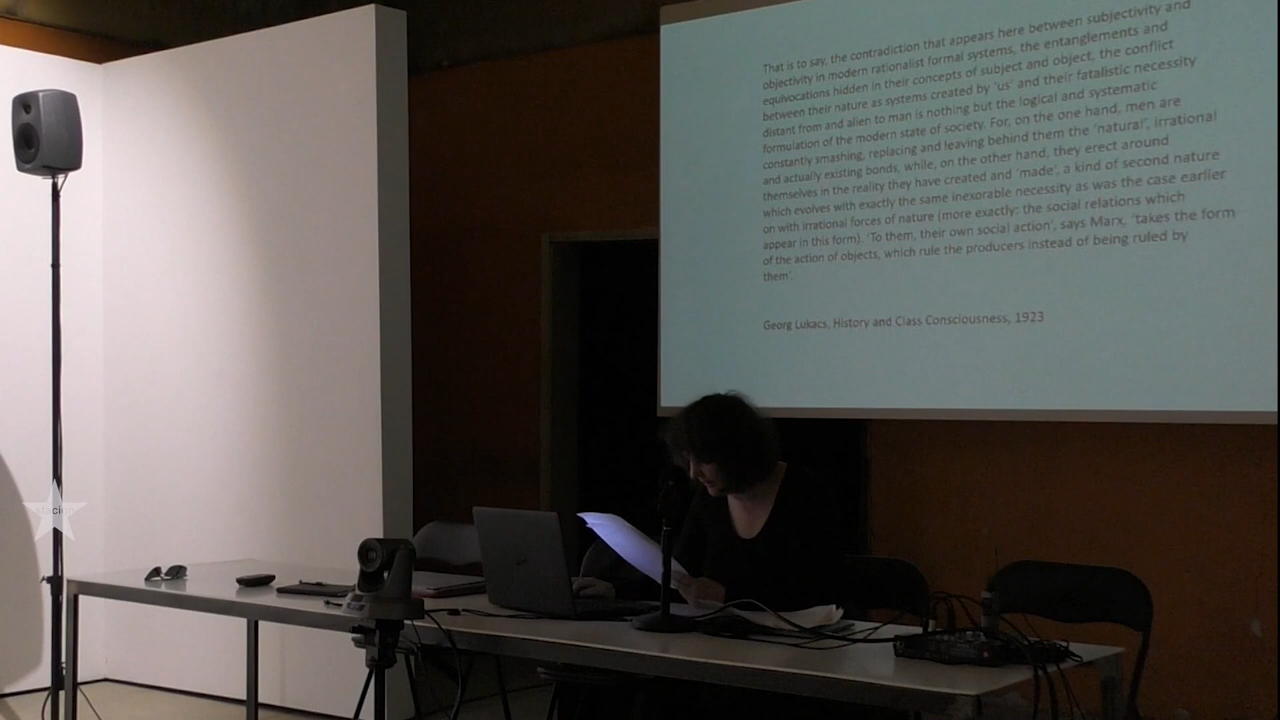 That is to say, the contradiction that appears here between subjectivity and
objectivity in modern rationalist formal systems, the entanglements and
equivocations hidden in their concepts of subject and object, the conflict
between their nature as systems created by 'us' and their fatalistic necessity
distant from and alien to man is nothing but the logical and systematic
formulation of the modern state of society. For, on the one hand, men are
constantly smashing, replacing and leaving behind them the 'natural', irrational
and actually existing bonds, while, on the other hand, they erect around
themselves in the reality they have created and 'made', a kind of second nature
which evolves with exactly the same inexorable necessity as was the case earlier
on with irrational forces of nature (more exactly: the social relations which
appear in this form). 'To them, their own social action', says Marx, 'takes the form
of the action of objects, which rule the producers instead of being ruled by
them'.
Georg Lukacs, History and Class Consciousness, 1923
stacion